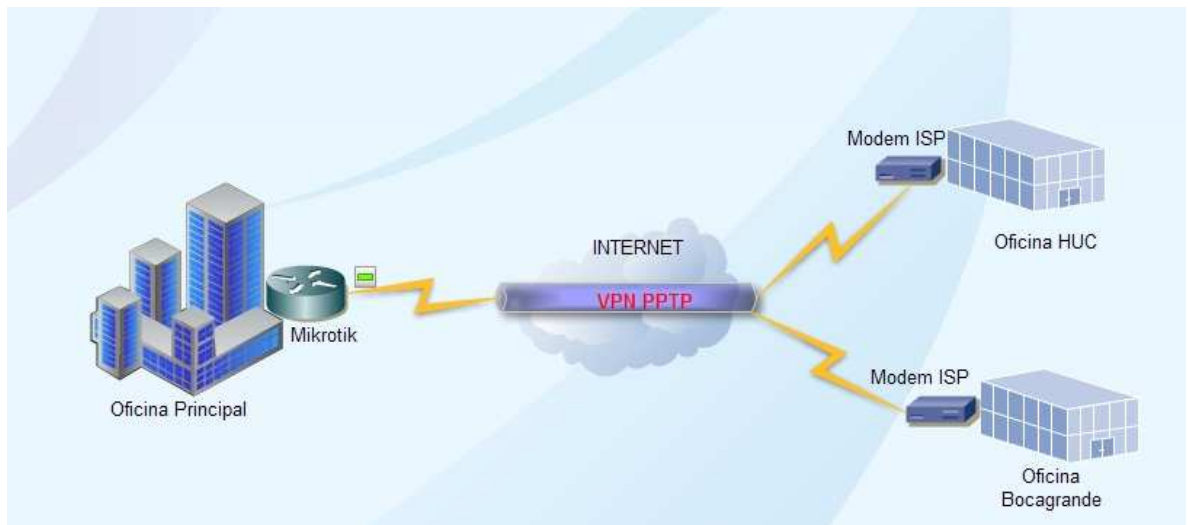 Modem ISP
Oficina HUC
INTERNET
VPN PPTP
Mikrotik
Oficina Principal
Modem ISP
Oficina
Bocagrande